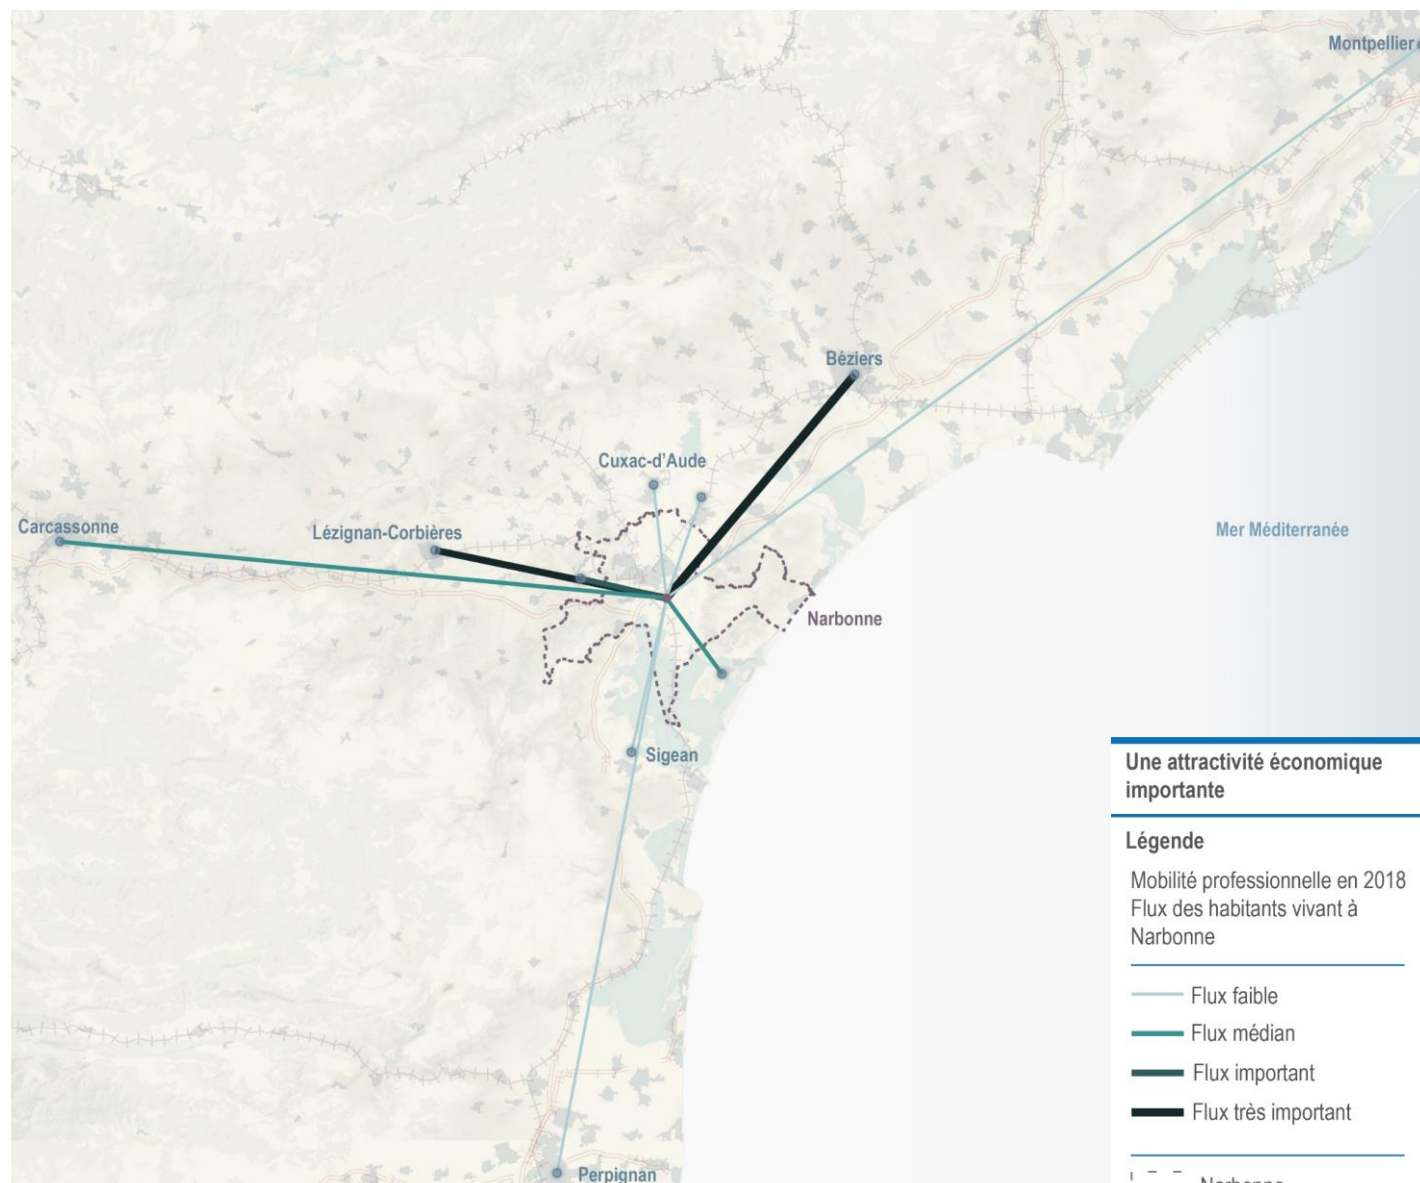 Montpellier
Béziers
Cuxac-d'Aude
Carcassonne
Lézignan-Corbières
Mer Méditerranée
Narbonne
Sigean
Perpignan
Une attractivité économique
importante
Légende
Mobilité professionnelle en 2018
Flux des habitants vivant à
Narbonne
Flux faible
Flux médian
Flux important
Flux très important
Narbonne